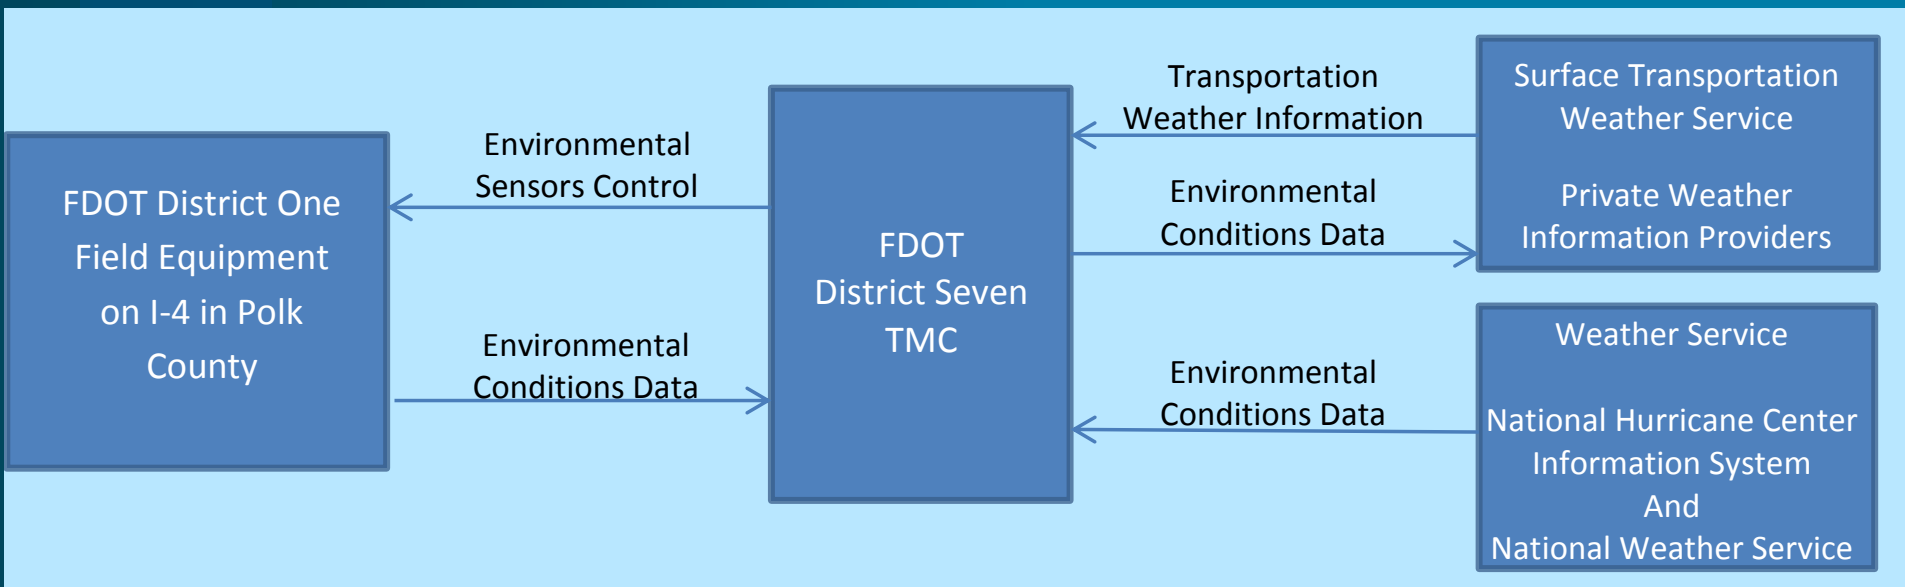 FDOT District One
Field Equipment
on I-4 in Polk
County
Environmental
Sensors Control
Environmental
Conditions Data
FDOT
District Seven
TMC
Transportation
Weather Information
Environmental
Conditions Data
Environmental
Conditions Data
Surface Transportation
Weather Service
Private Weather
Information Providers
Weather Service
National Hurricane Center
Information System
And
National Weather Service